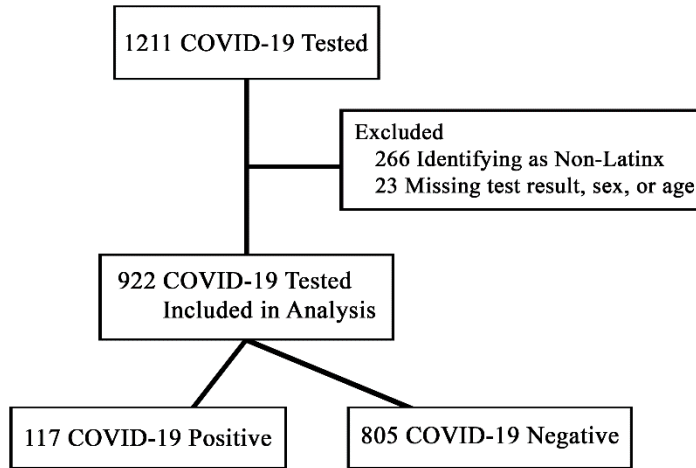 1211 COVID-19 Tested
Excluded
266 Identifying as Non-Latinx
23 Missing test result, sex, or age
922 COVID-19 Tested
Included in Analysis
117 COVID-19 Positive
805 COVID-19 Negative